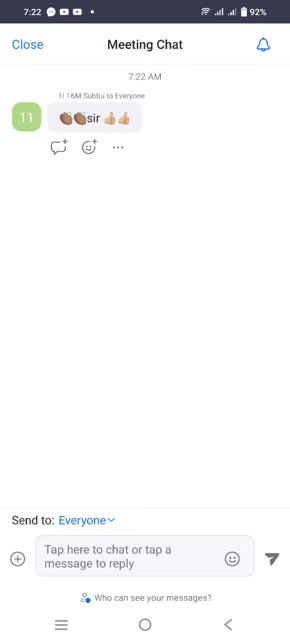 7:22
92%
Close
Meeting Chat
7:22 AM
11 16M Subbu to Everyone
11
👏🏽👏🏽sir 👍🏼👍🏼
Send to: Everyone
Tap here to chat or tap a
message to reply
Who can see your messages?